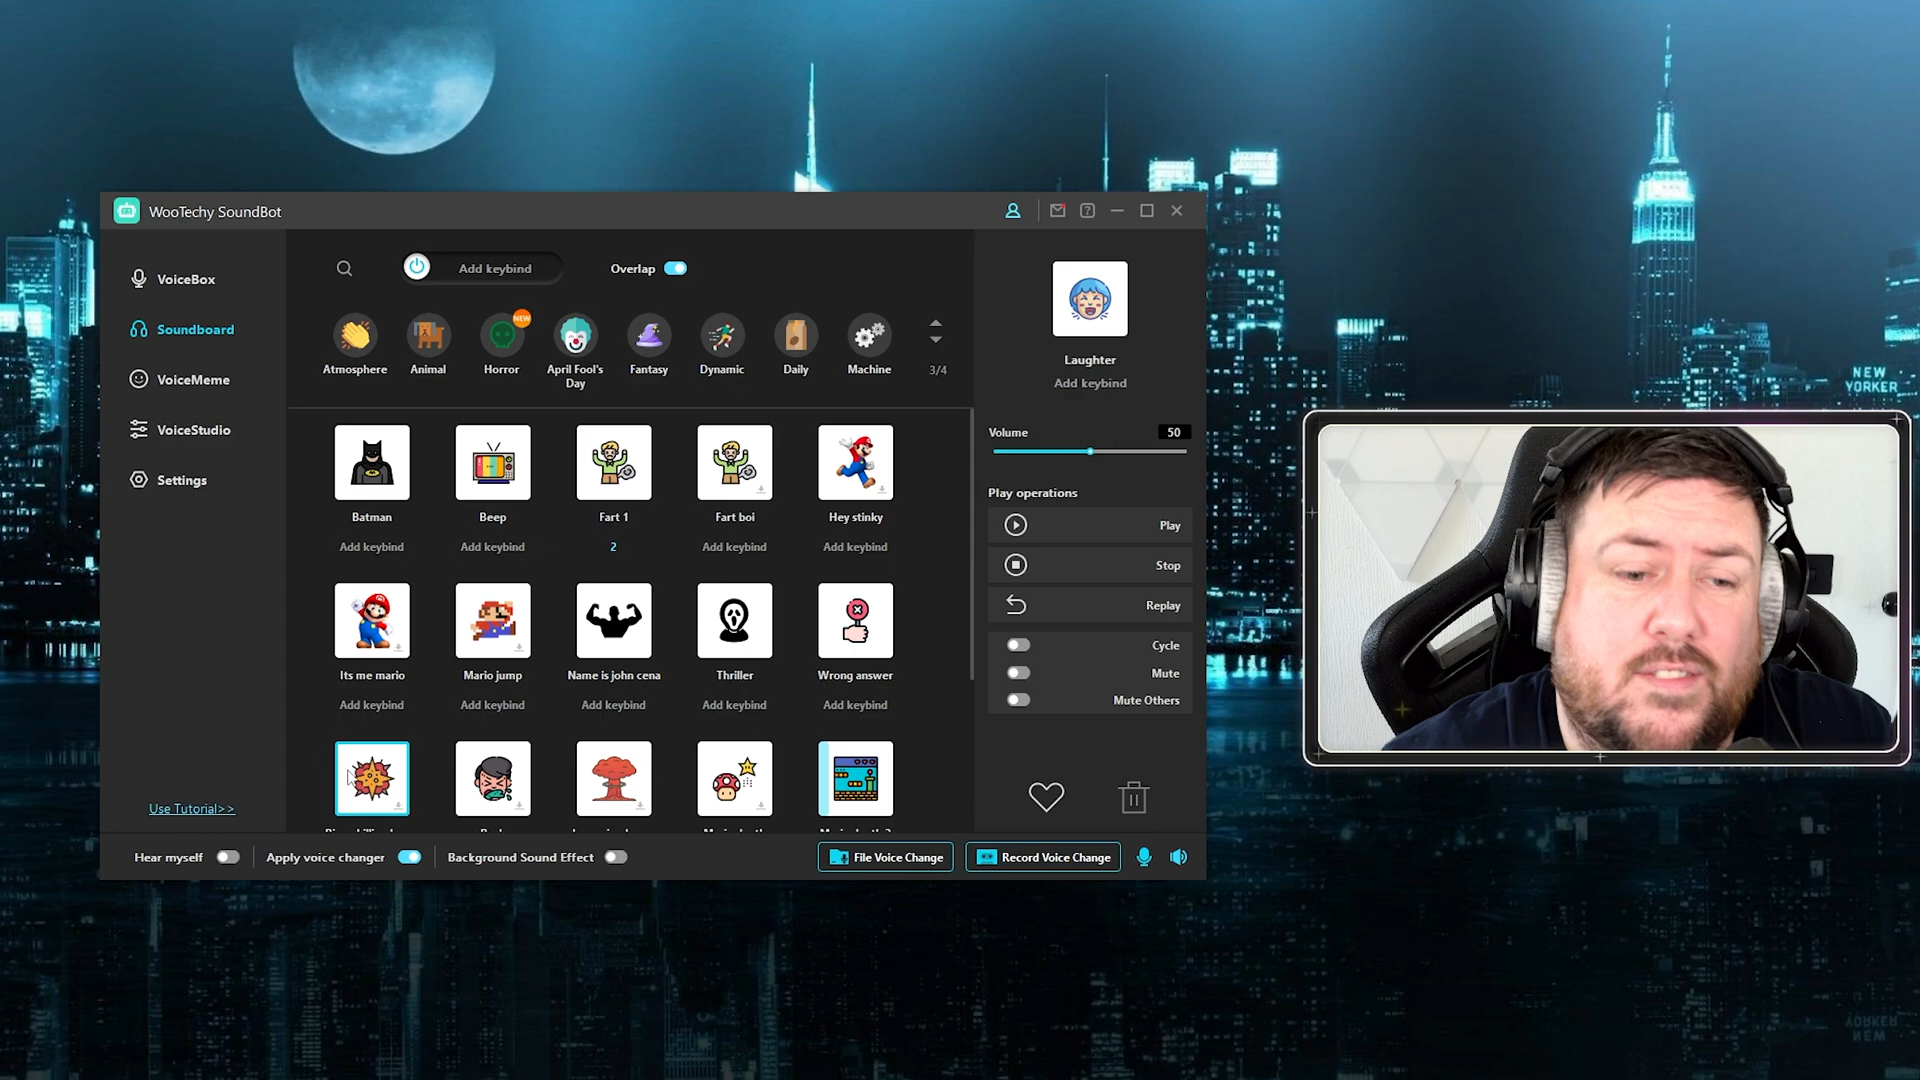 WooTechy SoundBot
VoiceBox
Soundboard
VoiceMeme
VoiceStudio
Settings
Use Tutorial>>
Add keybind
Overlap
NEW
Atmosphere
Animal
Horror
April Fool's
Day
Fantasy
Dynamic
Daily
Machine
3/4
Batman
Beep
Fart 1
Fart boi
Hey stinky
Add keybind
Add keybind
2
Add keybind
Add keybind
Its me mario
Mario jump
Name is john cena
Thriller
Wrong answer
Add keybind
Add keybind
Add keybind
Add keybind
Add keybind
Laughter
Add keybind
Volume
50
Play operations
Play
Stop
Replay
Cycle
Mute
Mute Others
Hear myself
Apply voice changer
Background Sound Effect
File Voice Change
Record Voice Change
NEW
YORKER